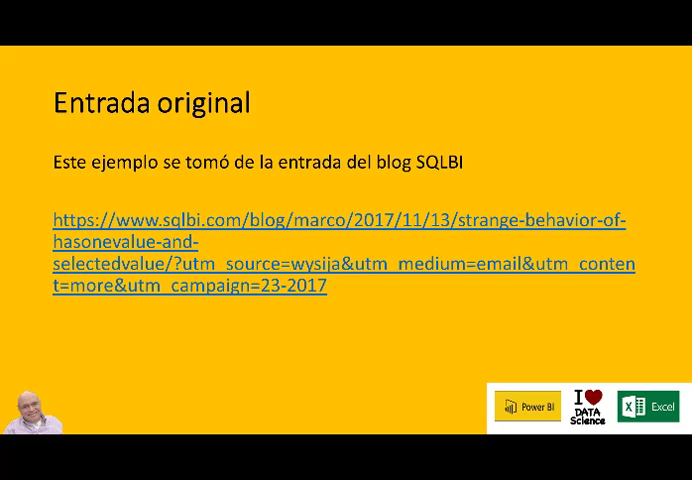 Entrada original
Este ejemplo se tomó de la entrada del blog SQLBI
https://www.sqlbi.com/blog/marco/2017/11/13/strange-behavior-of-
hasonevalue-and-
selectedvalue/?utm_source=wysija&utm_medium=email&utm_conten
t=more&utm_campaign=23-2017
Power BI
I
DATA
Science
Excel